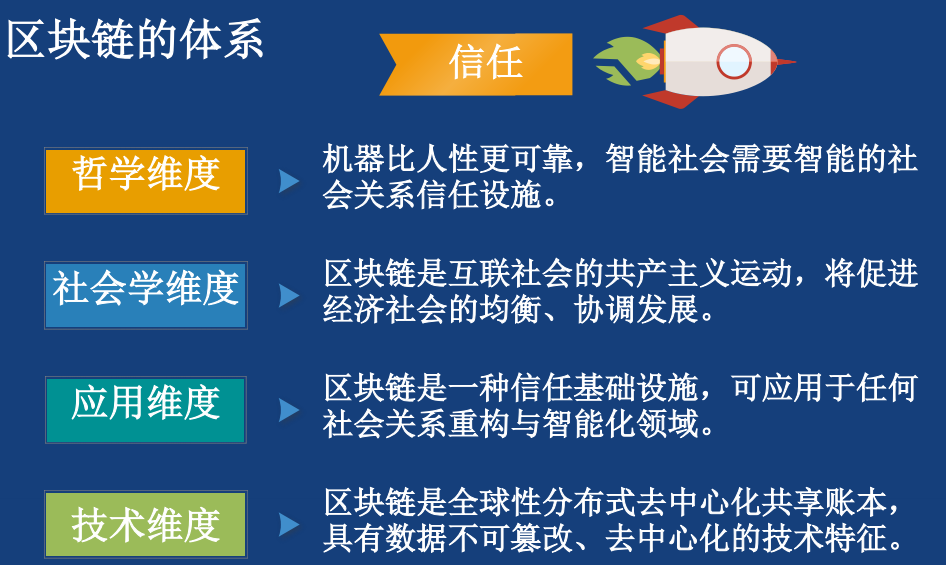 区块链的体系
信任
哲学维度
机器比人性更可靠，智能社会需要智能的社
会关系信任设施。
社会学维度
区块链是互联社会的共产主义运动，将促进
经济社会的均衡、协调发展。
应用维度
区块链是一种信任基础设施，可应用于任何
社会关系重构与智能化领域。
技术维度
区块链是全球性分布式去中心化共享账本，
具有数据不可篡改、去中心化的技术特征。